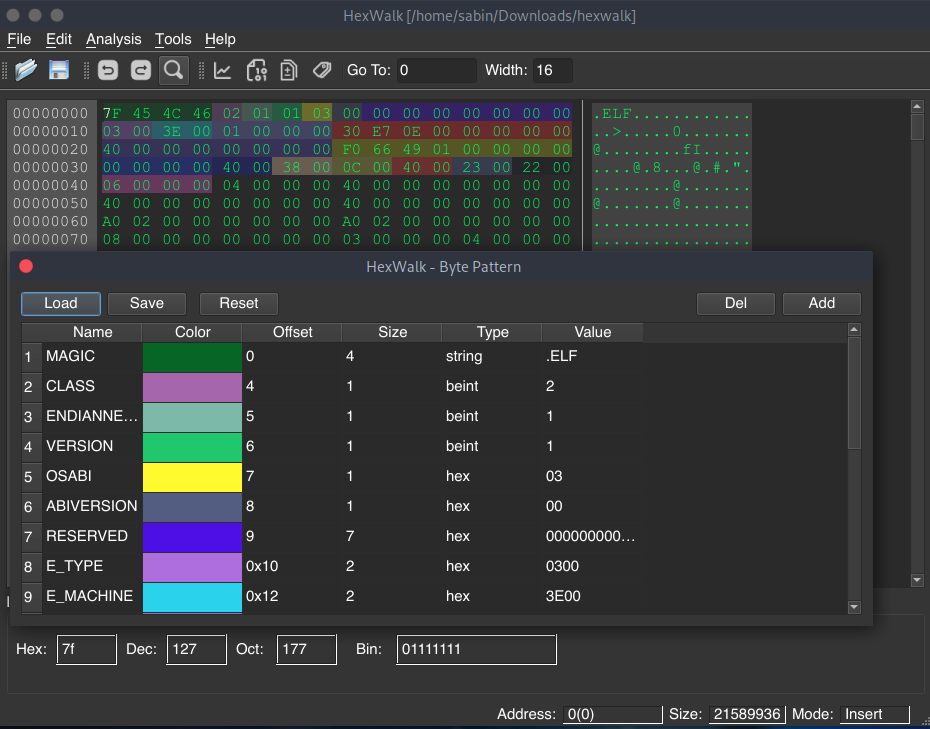 HexWalk [/home/sabin/Downloads/hexwalk]
File Edit Analysis Tools Help
Go To: 0 Width: 16
00000000 7F 45 4C 46 02 01 01 03 00 00 00 00 00 00 00 00 .ELF............
00000010 03 00 3E 00 01 00 00 00 30 E7 0E 00 00 00 00 00 ..>.....0.......
00000020 40 00 00 00 00 00 00 00 F0 66 49 01 00 00 00 00 @........fI.....
00000030 00 00 00 00 40 00 38 00 0C 00 40 00 23 00 22 00 ....@.8...@.#.".
00000040 06 00 00 00 04 00 00 00 40 00 00 00 00 00 00 00 ........@.......
00000050 40 00 00 00 00 00 00 00 40 00 00 00 00 00 00 00 @.......@.......
00000060 A0 02 00 00 00 00 00 00 A0 02 00 00 00 00 00 00 ................
00000070 08 00 00 00 00 00 00 00 03 00 00 00 04 00 00 00 ................
HexWalk - Byte Pattern
Load Save Reset Del Add
Name Color Offset Size Type Value
1 MAGIC 0 4 string .ELF
2 CLASS 4 1 beint 2
3 ENDIANNE… 5 1 beint 1
4 VERSION 6 1 beint 1
5 OSABI 7 1 hex 03
6 ABIVERSION 8 1 hex 00
7 RESERVED 9 7 hex 000000000…
8 E_TYPE 0x10 2 hex 0300
9 E_MACHINE 0x12 2 hex 3E00
Hex: 7f Dec: 127 Oct: 177 Bin: 01111111
Address: 0(0) Size: 21589936 Mode: Insert